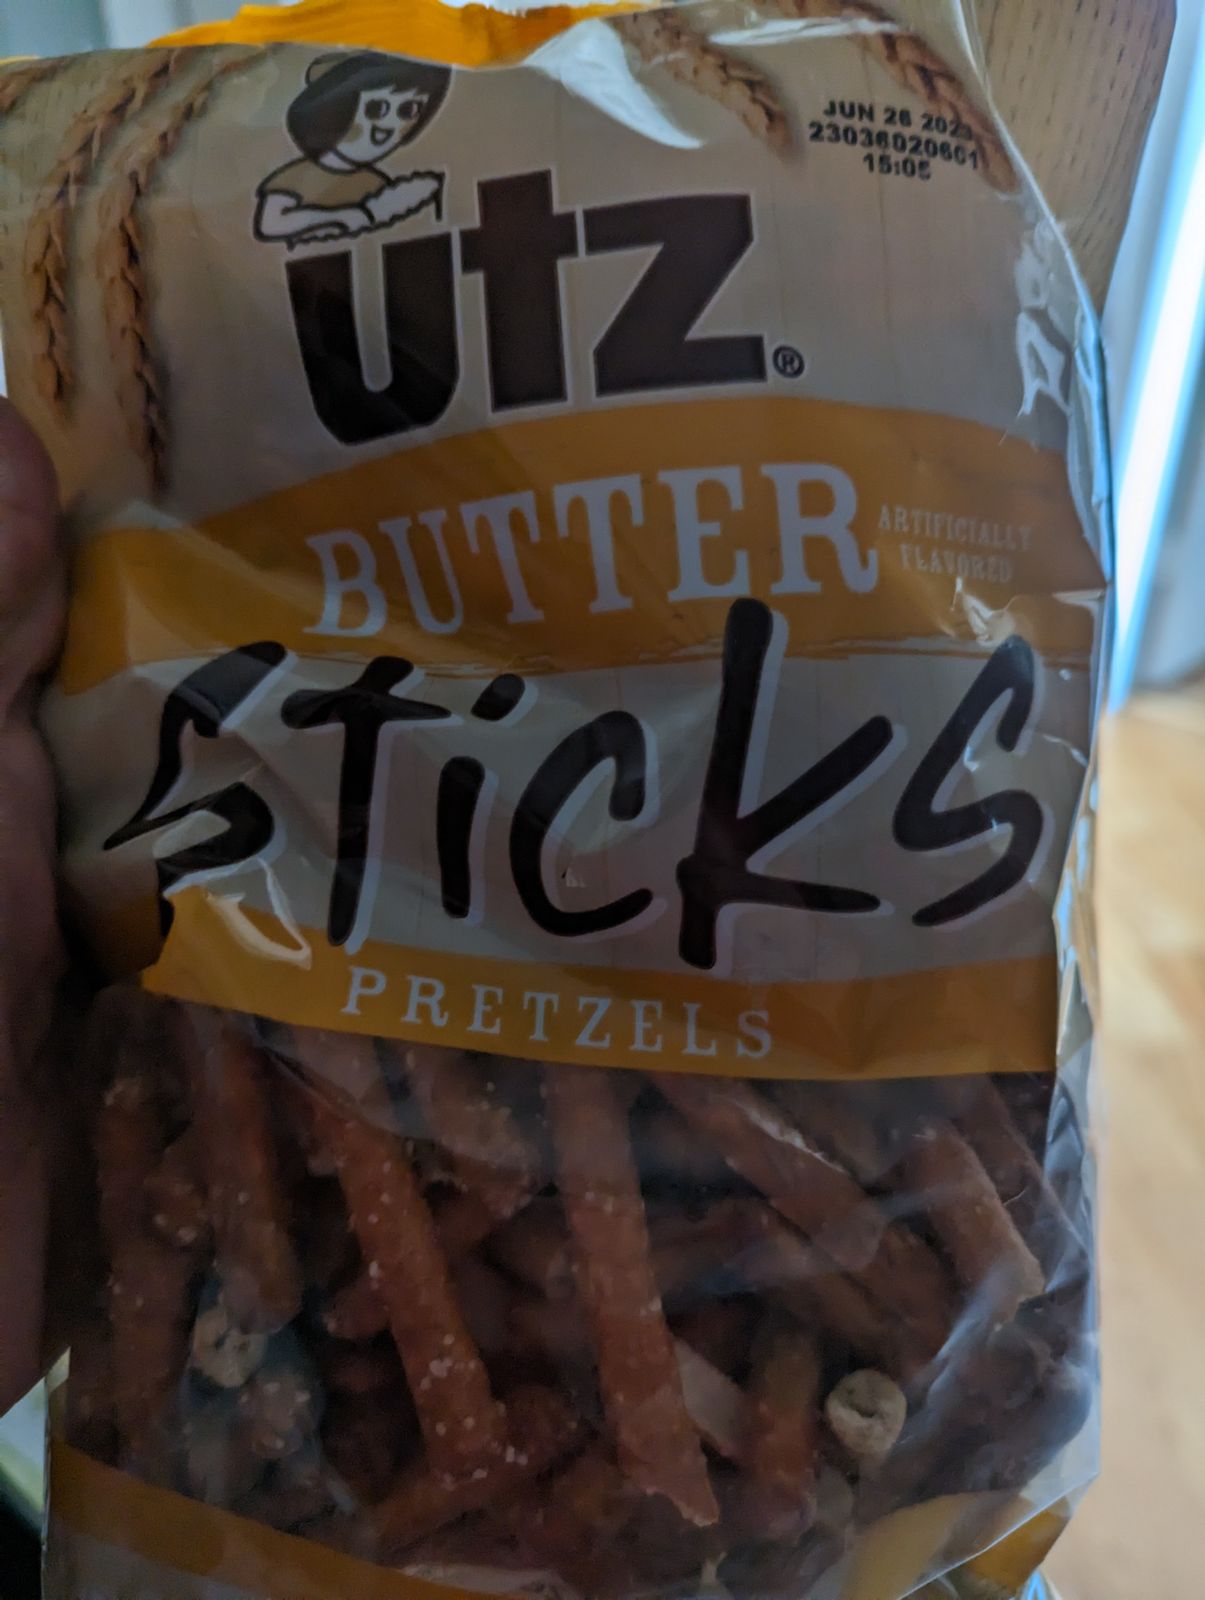 JUN 26 2023
23036020601
15:05
utz®
BUTTER
ARTIFICIALLY
FLAVORED
STICKS
PRETZELS